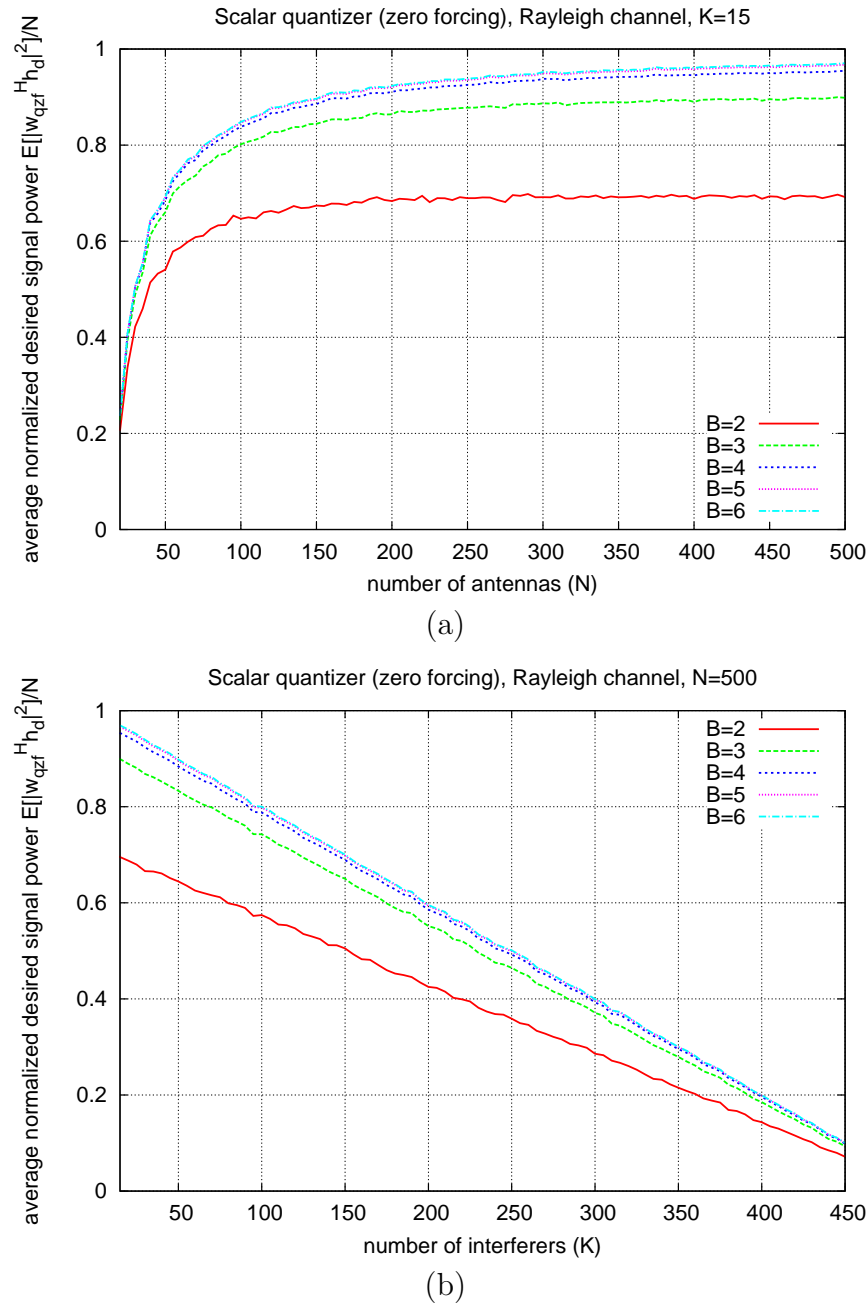 Scalar quantizer (zero forcing), Rayleigh channel, K=15
average normalized desired signal power E[|w_qzf^H h_d|^2]/N
1
0.8
0.6
0.4
0.2
0
B=2
B=3
B=4
B=5
B=6
50 100 150 200 250 300 350 400 450 500
number of antennas (N)
(a)
Scalar quantizer (zero forcing), Rayleigh channel, N=500
average normalized desired signal power E[|w_qzf^H h_d|^2]/N
1
0.8
0.6
0.4
0.2
0
B=2
B=3
B=4
B=5
B=6
50 100 150 200 250 300 350 400 450
number of interferers (K)
(b)